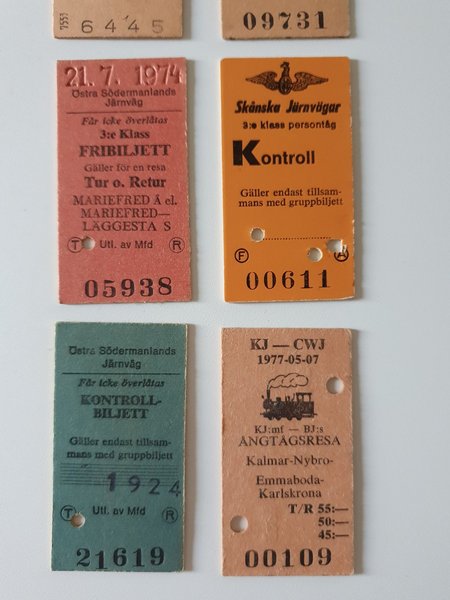 7553
6445
09731
21. 7. 1974
Östra Södermanlands
Järnväg
Får icke överlåtas
3:e Klass
FRIBILJETT
Gäller för en resa
Tur o. Retur
MARIEFRED Å el.
MARIEFRED—
LÄGGESTA S
T Utl. av Mfd R
05938
Skånska Järnvägar
3:e klass persontåg
Kontroll
Gäller endast tillsam-
mans med gruppbiljett
F A
00611
Östra Södermanlands
Järnväg
Får icke överlåtas
KONTROLL-
BILJETT
Gäller endast tillsam-
mans med gruppbiljett
1924
T Utl. av Mfd R
21619
KJ — CWJ
1977-05-07
KJ:mf — BJ:s
ÅNGTÅGSRESA
Kalmar-Nybro-
Emmaboda-
Karlskrona
T/R 55:—
50:—
45:—
00109